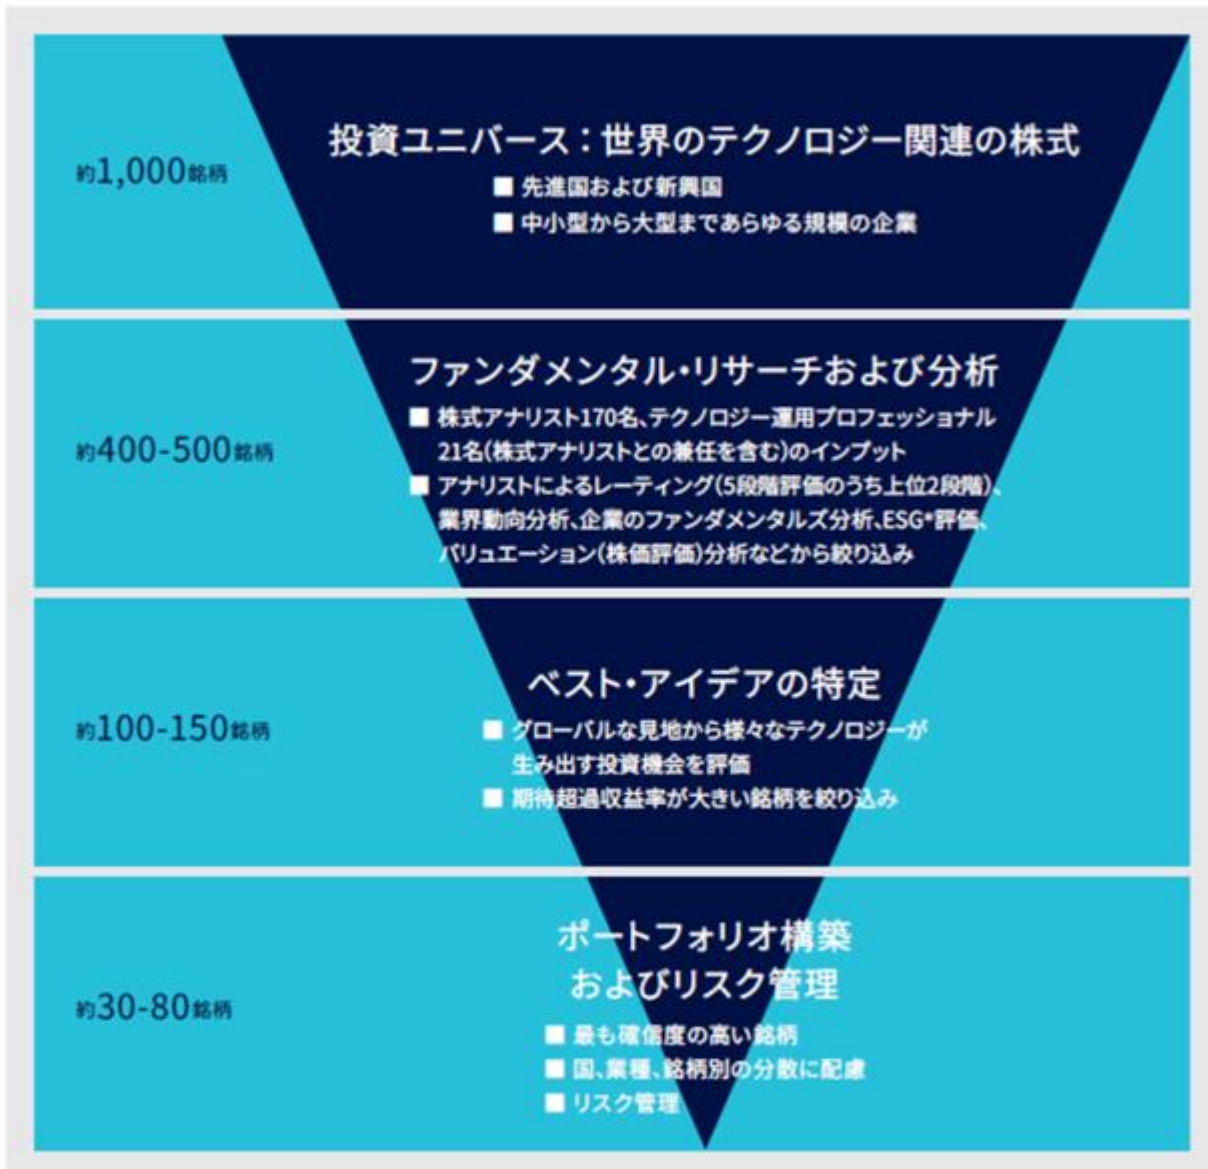 約1,000銘柄
投資ユニバース：世界のテクノロジー関連の株式
■ 先進国および新興国
■ 中小型から大型まであらゆる規模の企業
約400-500銘柄
ファンダメンタル・リサーチおよび分析
■ 株式アナリスト170名、テクノロジー運用プロフェッショナル
21名(株式アナリストとの兼任を含む)のインプット
■ アナリストによるレーティング(5段階評価のうち上位2段階)、
業界動向分析、企業のファンダメンタルズ分析、ESG*評価、
バリュエーション(株価評価)分析などから絞り込み
約100-150銘柄
ベスト・アイデアの特定
■ グローバルな見地から様々なテクノロジーが
生み出す投資機会を評価
■ 期待超過収益率が大きい銘柄を絞り込み
約30-80銘柄
ポートフォリオ構築
およびリスク管理
■ 最も確信度の高い銘柄
■ 国、業種、銘柄別の分散に配慮
■ リスク管理